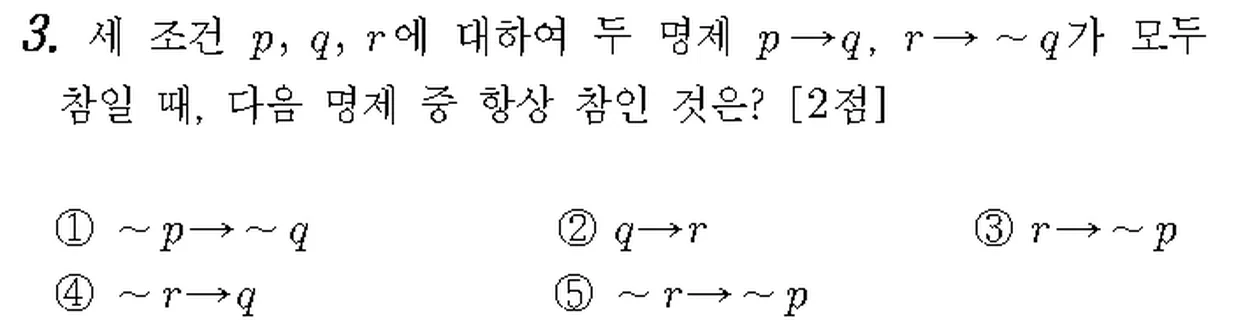 3. 세 조건 p, q, r에 대하여 두 명제 p→q, r→ ~q가 모두
참일 때, 다음 명제 중 항상 참인 것은? [2점]
① ~p→~q ② q→r ③ r→~p
④ ~r→q ⑤ ~r→~p